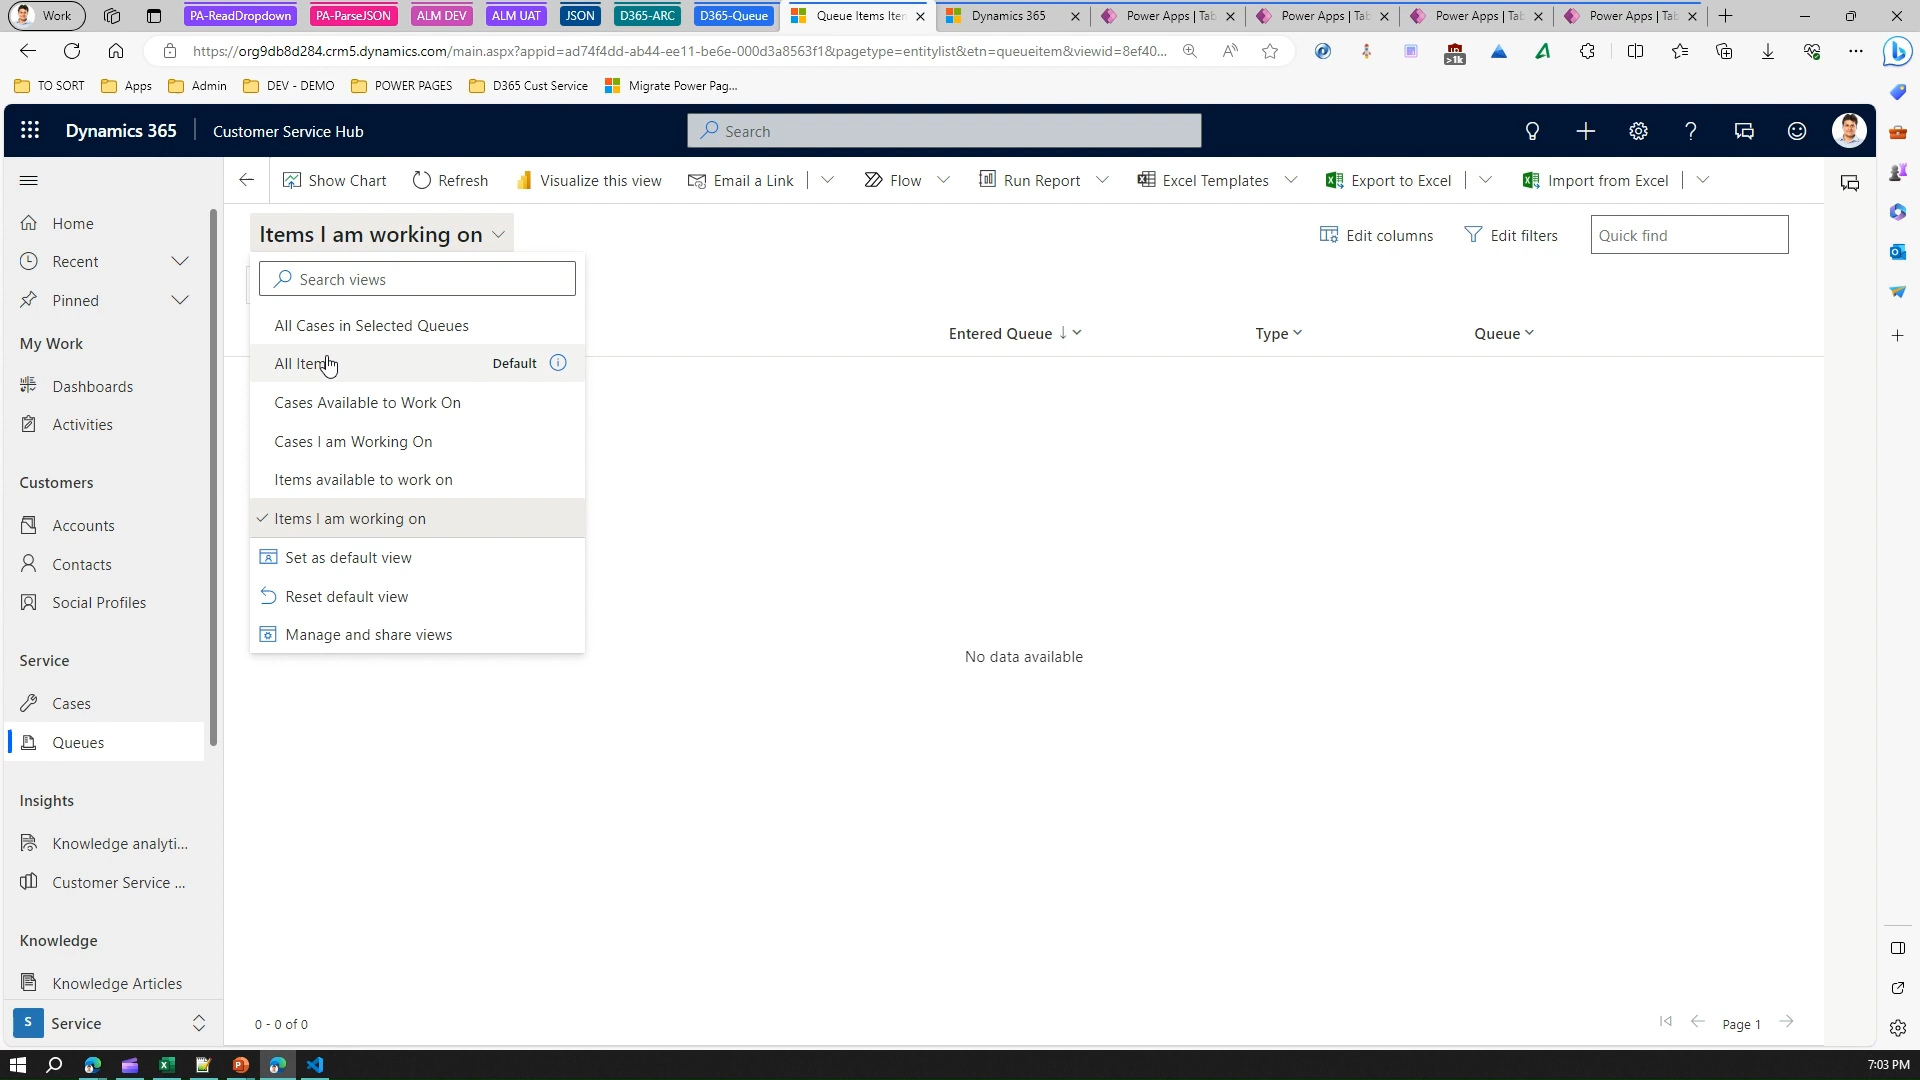 Work
PA-ReadDropdown
PA-ParseJSON
ALM DEV
ALM UAT
JSON
D365-ARC
D365-Queue
Queue Items Iten
Dynamics 365
Power Apps | Tab
Power Apps | Tab
Power Apps | Tab
Power Apps | Tab
https://org9db8d284.crm5.dynamics.com/main.aspx?appid=ad74f4dd-ab44-ee11-be6e-000d3a8563f1&pagetype=entitylist&etn=queueitem&viewid=8ef40...
>1k
TO SORT
Apps
Admin
DEV - DEMO
POWER PAGES
D365 Cust Service
Migrate Power Pag...
Dynamics 365
Customer Service Hub
Search
Show Chart
Refresh
Visualize this view
Email a Link
Flow
Run Report
Excel Templates
Export to Excel
Import from Excel
Home
Recent
Pinned
My Work
Dashboards
Activities
Customers
Accounts
Contacts
Social Profiles
Service
Cases
Queues
Insights
Knowledge analyti...
Customer Service ...
Knowledge
Knowledge Articles
S Service
Items I am working on
Edit columns
Edit filters
Quick find
Search views
All Cases in Selected Queues
All Items Default
Cases Available to Work On
Cases I am Working On
Items available to work on
Items I am working on
Set as default view
Reset default view
Manage and share views
Entered Queue
Type
Queue
No data available
0 - 0 of 0
Page 1
7:03 PM